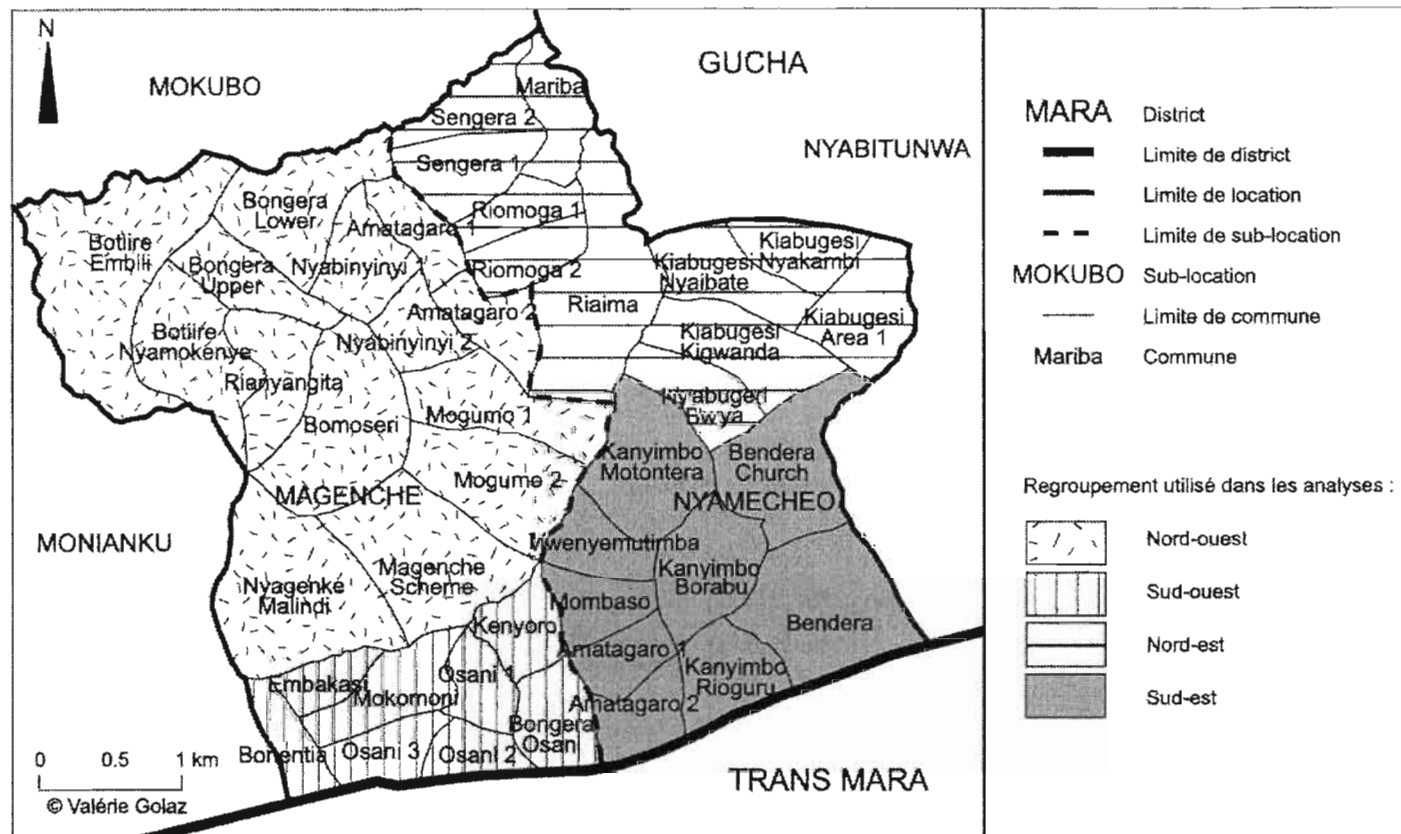 N
MOKUBO
GUCHA
NYABITUNWA
Mariba
Sengera 2
Sengera 1
Riomoga 1
Riomoga 2
Bongera
Lower
Amatagaro 1
Botiire
Embili
Bongera
Upper
Nyabinyinyi
Kiabugesi
Nyakambi
Kiabugesi
Nyaibate
Riaima
Amatagaro 2
Kiabugesi
Area 1
Botiire
Nyamokenye
Nyabinyinyi 2
Kiabugesi
Kigwanda
Rianyangita
Bomoseri
Mogumo 1
Nyabugeri
Bwya
Kanyimbo
Motontera
Bendera
Church
Mogumo 2
MAGENCHE
NYAMECHEO
MONIANKU
Mwenyemutimba
Magenche
Scheme
Nyagenke
Malindi
Kanyimbo
Borabu
Mombaso
Bendera
Kenyoro
Amatagaro 1
Osani 1
Kanyimbo
Rioguru
Embakasi
Mokomoni
Amatagaro 2
Bongera
Osani
Bonentia
Osani 3
Osani 2
TRANS MARA
0 0.5 1 km
© Valérie Golaz
MARA District
Limite de district
Limite de location
Limite de sub-location
MOKUBO Sub-location
Limite de commune
Mariba Commune
Regroupement utilisé dans les analyses :
Nord-ouest
Sud-ouest
Nord-est
Sud-est